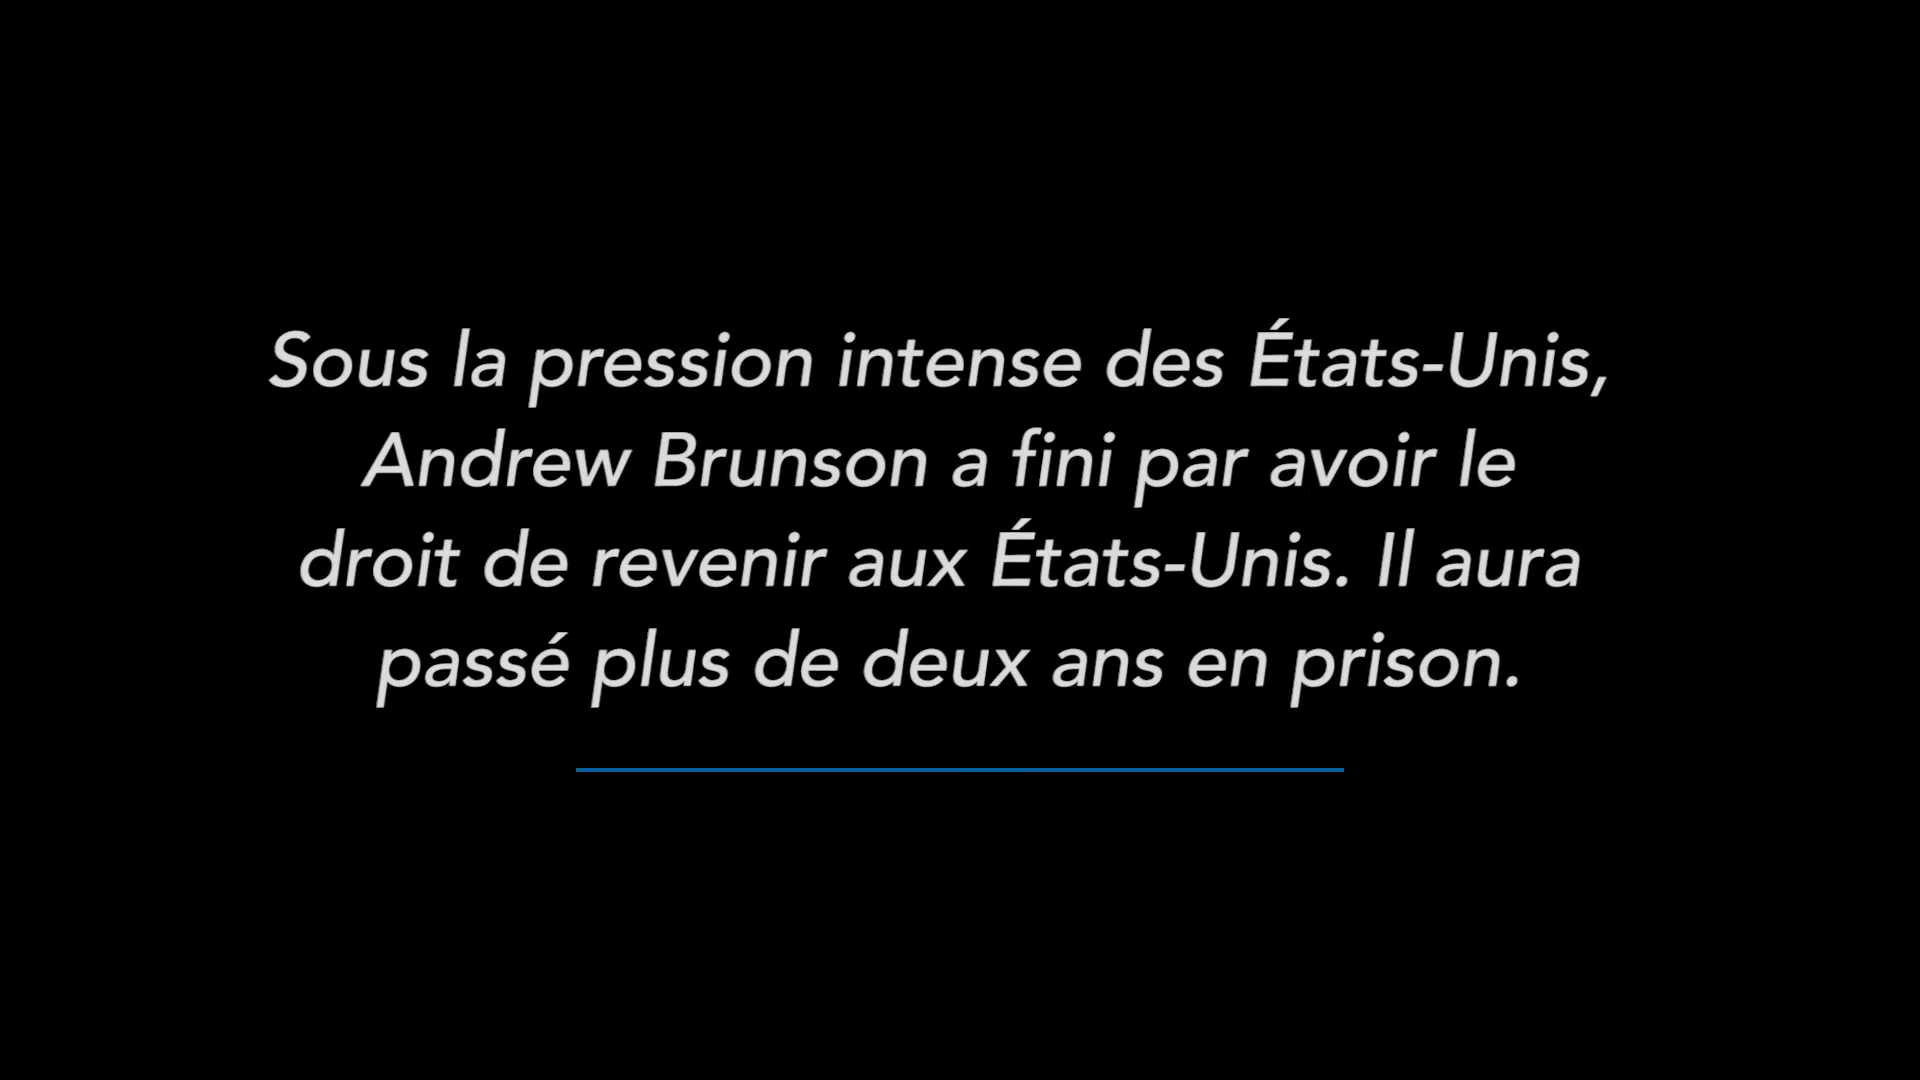 Sous la pression intense des États-Unis,
Andrew Brunson a fini par avoir le
droit de revenir aux États-Unis. Il aura
passé plus de deux ans en prison.